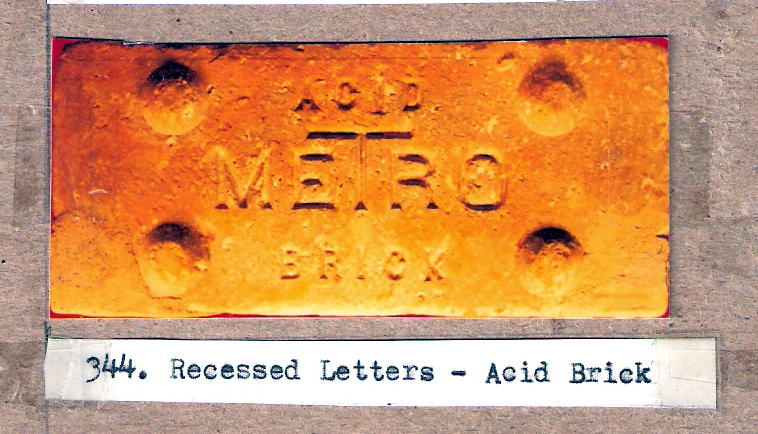 ACID
METRO
BRICK
344. Recessed Letters - Acid Brick